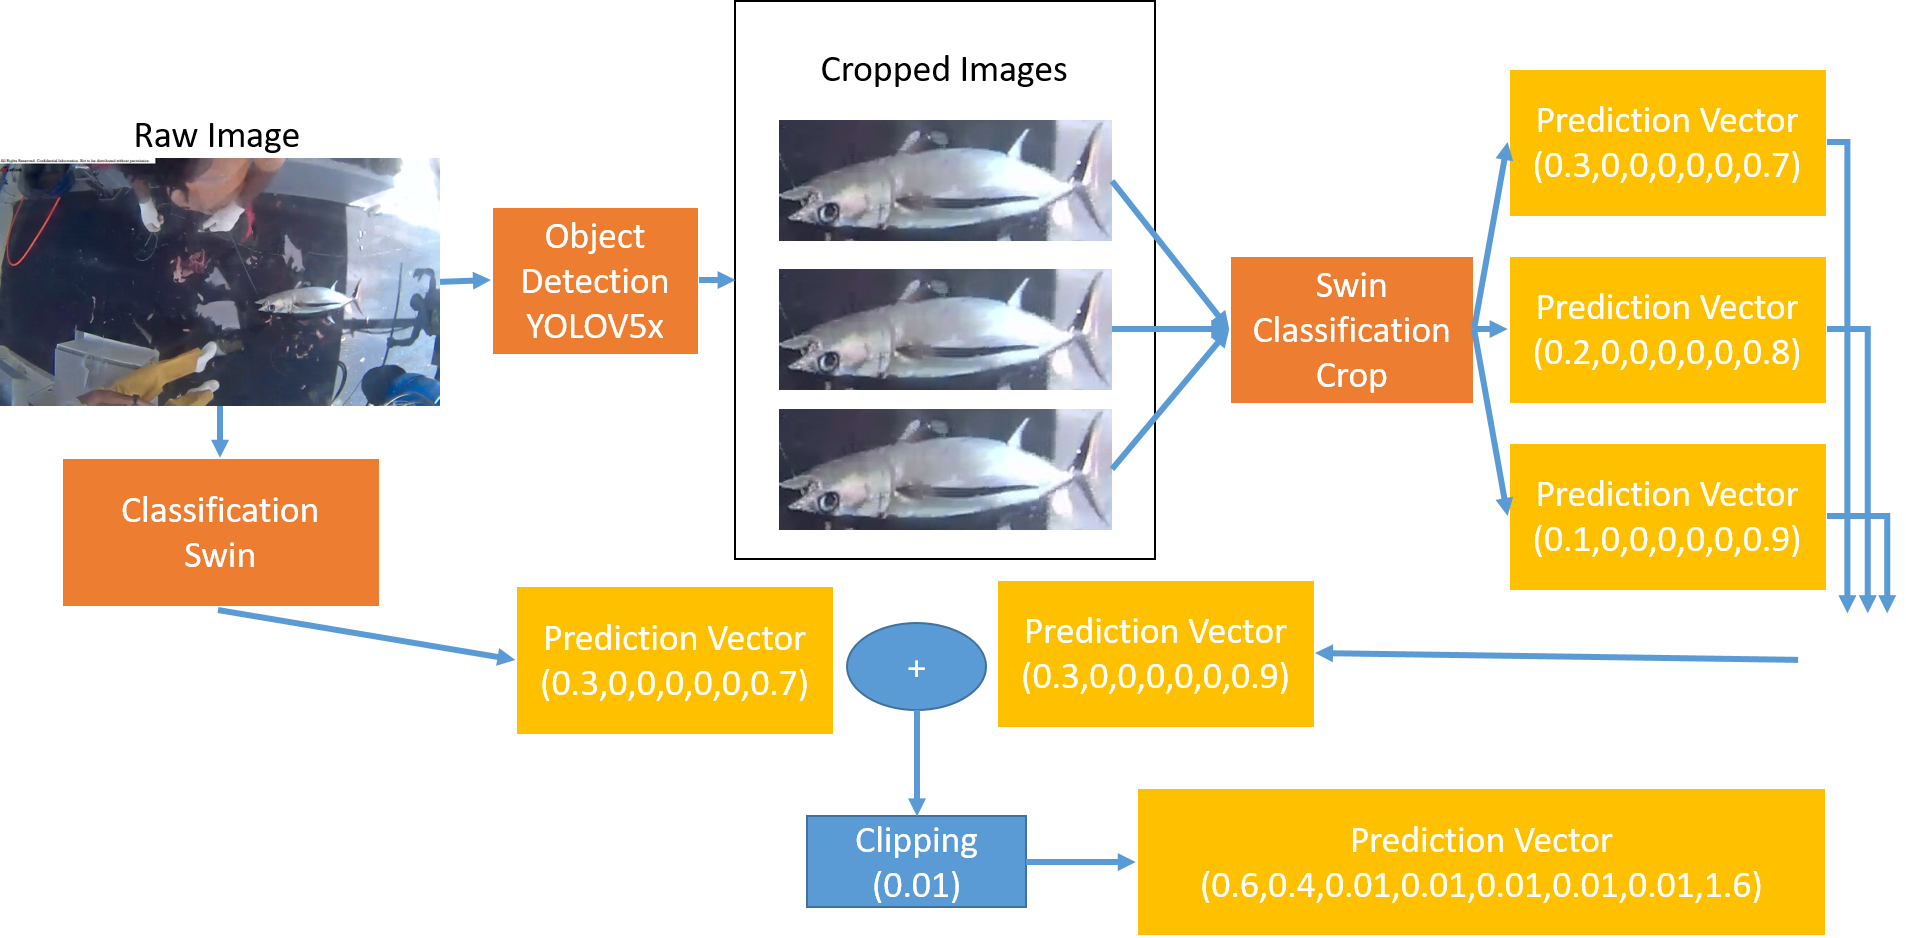 Cropped Images
Raw Image
All Rights Reserved. Confidential Information. Not to be distributed without permission.
Object
Detection
YOLOV5x
Swin
Classification
Crop
Prediction Vector
(0.3,0,0,0,0,0,0.7)
Prediction Vector
(0.2,0,0,0,0,0,0.8)
Prediction Vector
(0.1,0,0,0,0,0,0.9)
Classification
Swin
Prediction Vector
(0.3,0,0,0,0,0,0.7)
+
Prediction Vector
(0.3,0,0,0,0,0,0.9)
Clipping
(0.01)
Prediction Vector
(0.6,0.4,0.01,0.01,0.01,0.01,0.01,1.6)